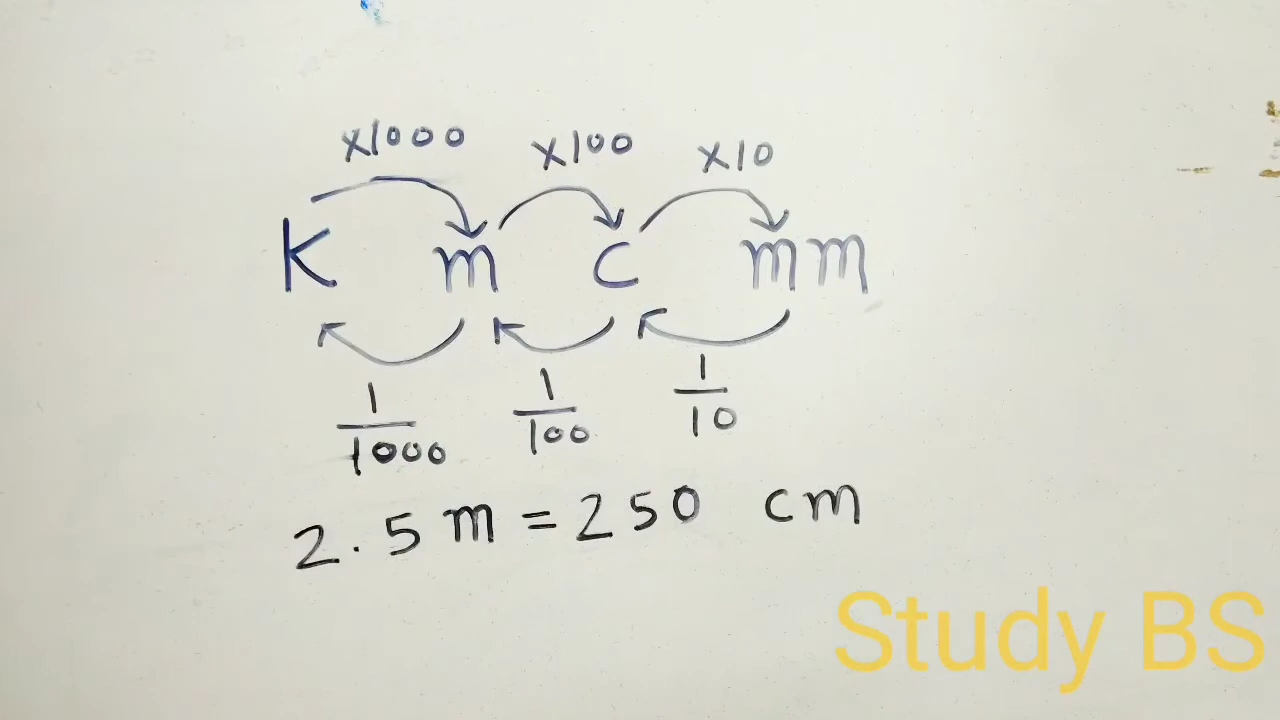 x1000 x100 x10
K m c mm
1/1000 1/100 1/10
2.5 m = 250 cm
Study BS